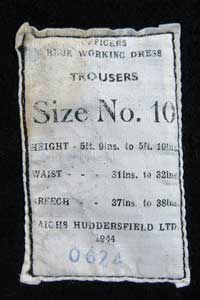 OFFICERS
BLUE WORKING DRESS
TROUSERS
Size No. 10
HEIGHT - 5ft. 9ins. to 5ft. 10ins.
WAIST - - - 31ins. to 32ins.
BREECH - - 37ins. to 38ins.
HUDDERSFIELD LTD.
1944
0624